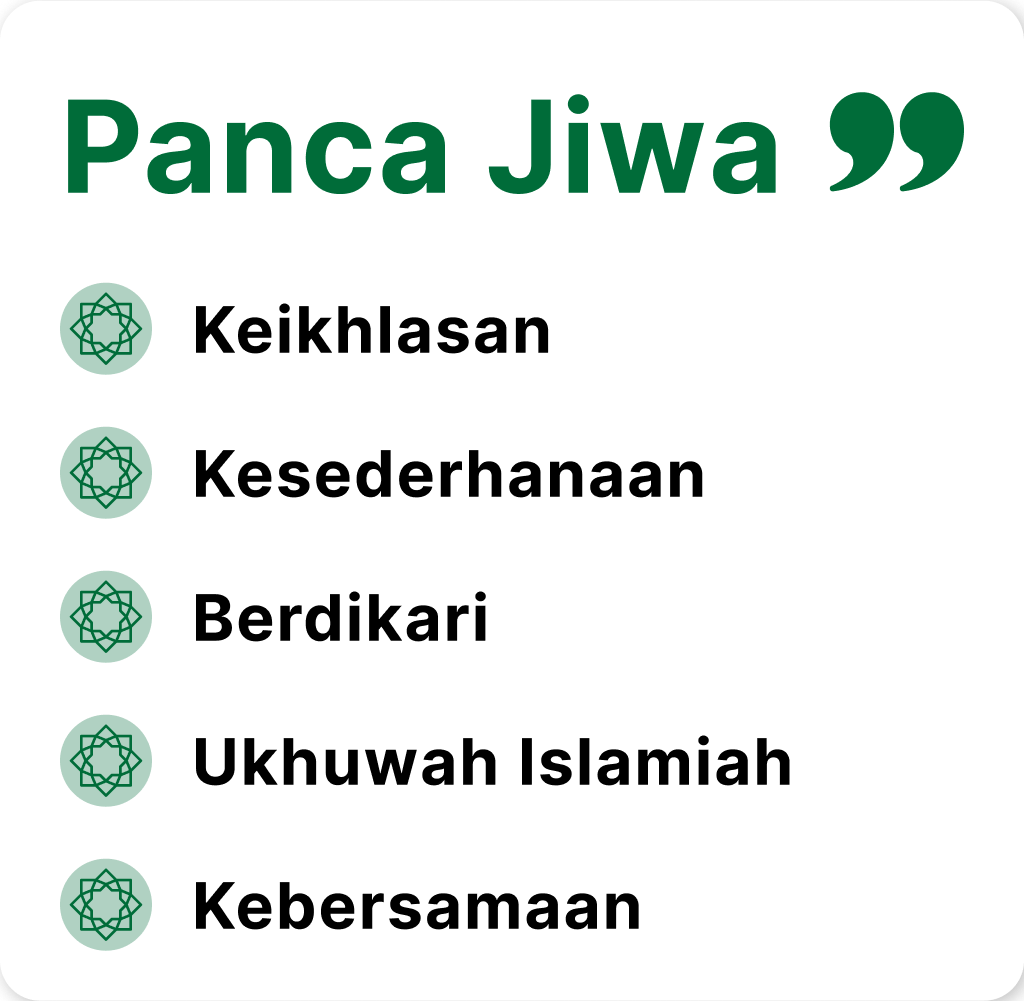 Panca Jiwa ”
Keikhlasan
Kesederhanaan
Berdikari
Ukhuwah Islamiah
Kebersamaan